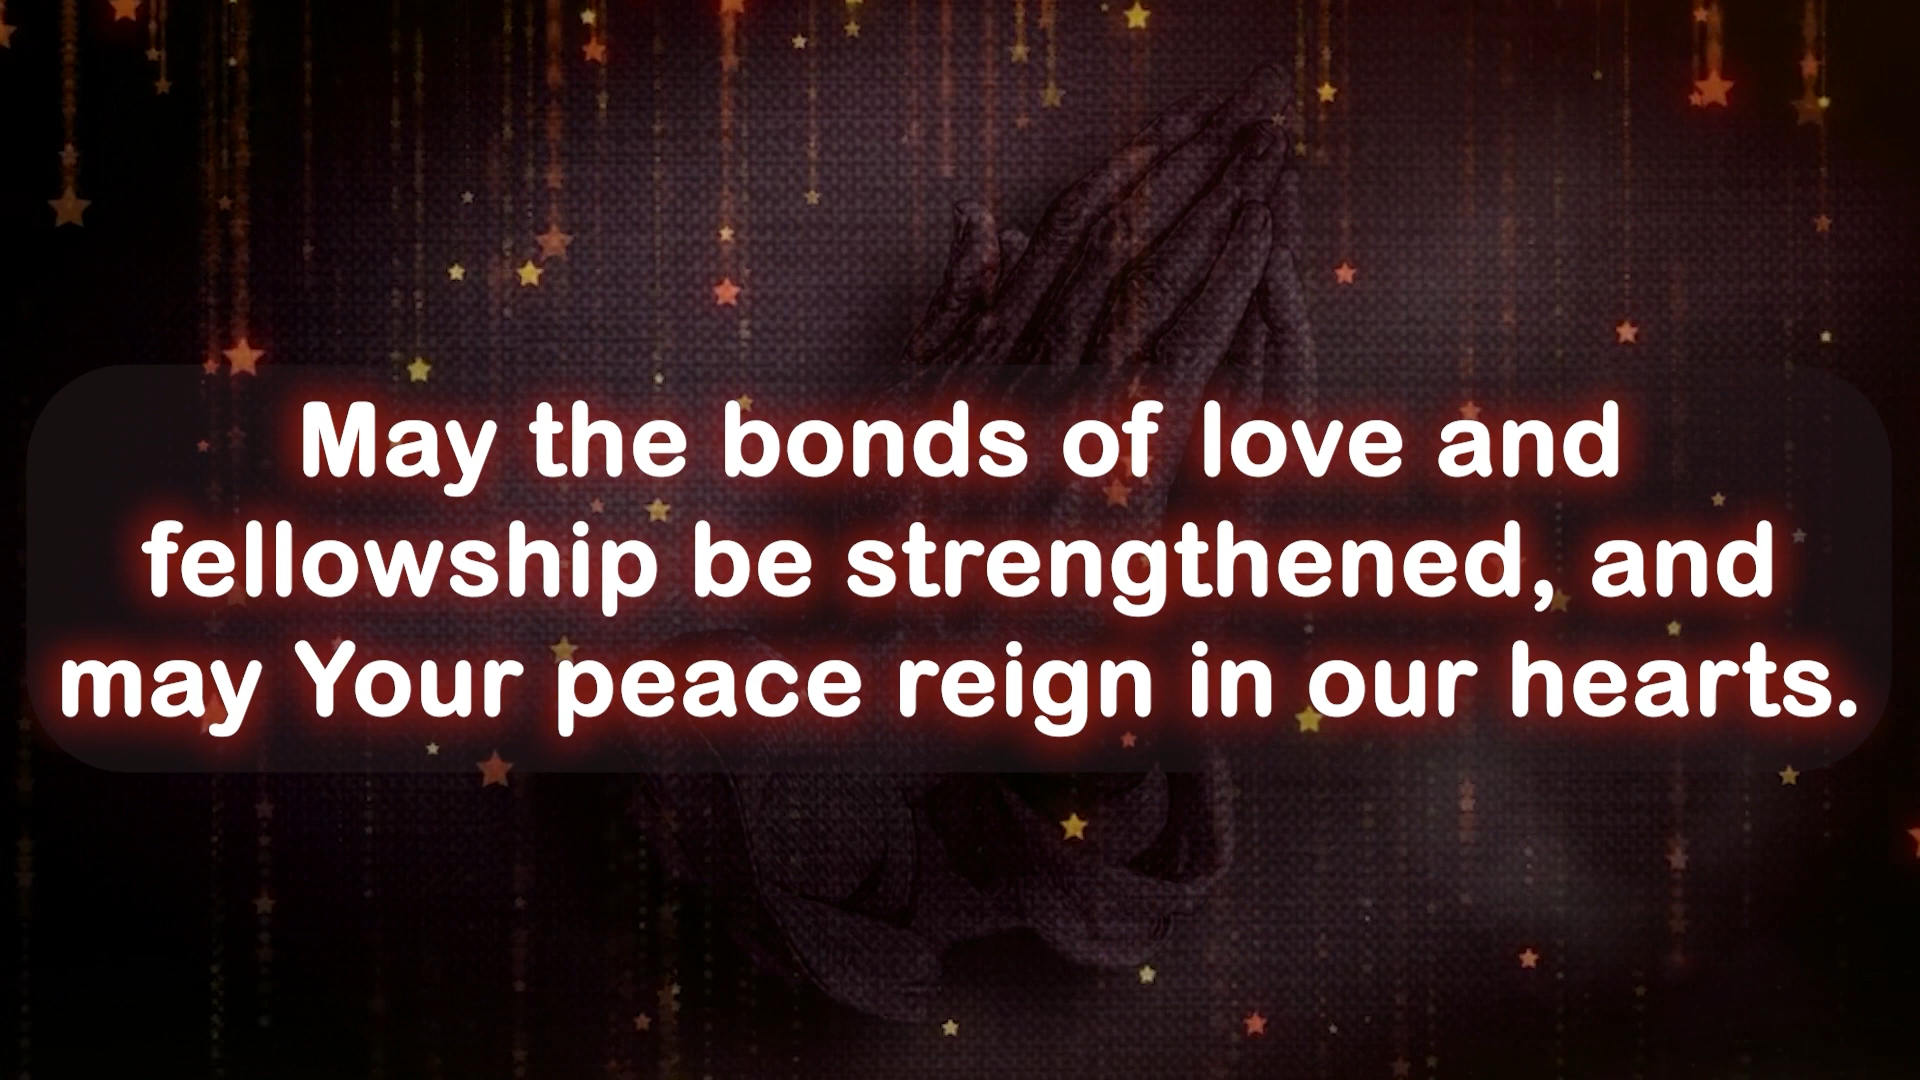 May the bonds of love and
fellowship be strengthened, and
may Your peace reign in our hearts.